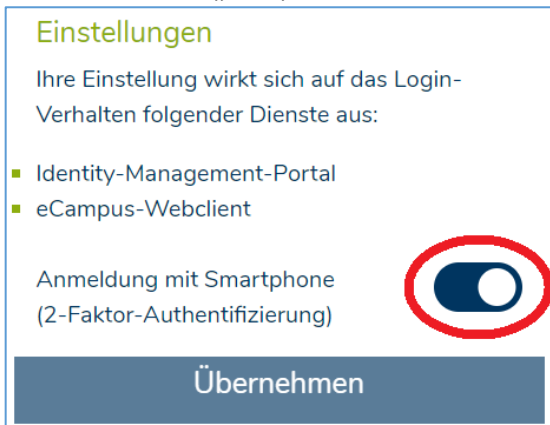 Einstellungen
Ihre Einstellung wirkt sich auf das Login-
Verhalten folgender Dienste aus:
Identity-Management-Portal
eCampus-Webclient
Anmeldung mit Smartphone
(2-Faktor-Authentifizierung)
Übernehmen